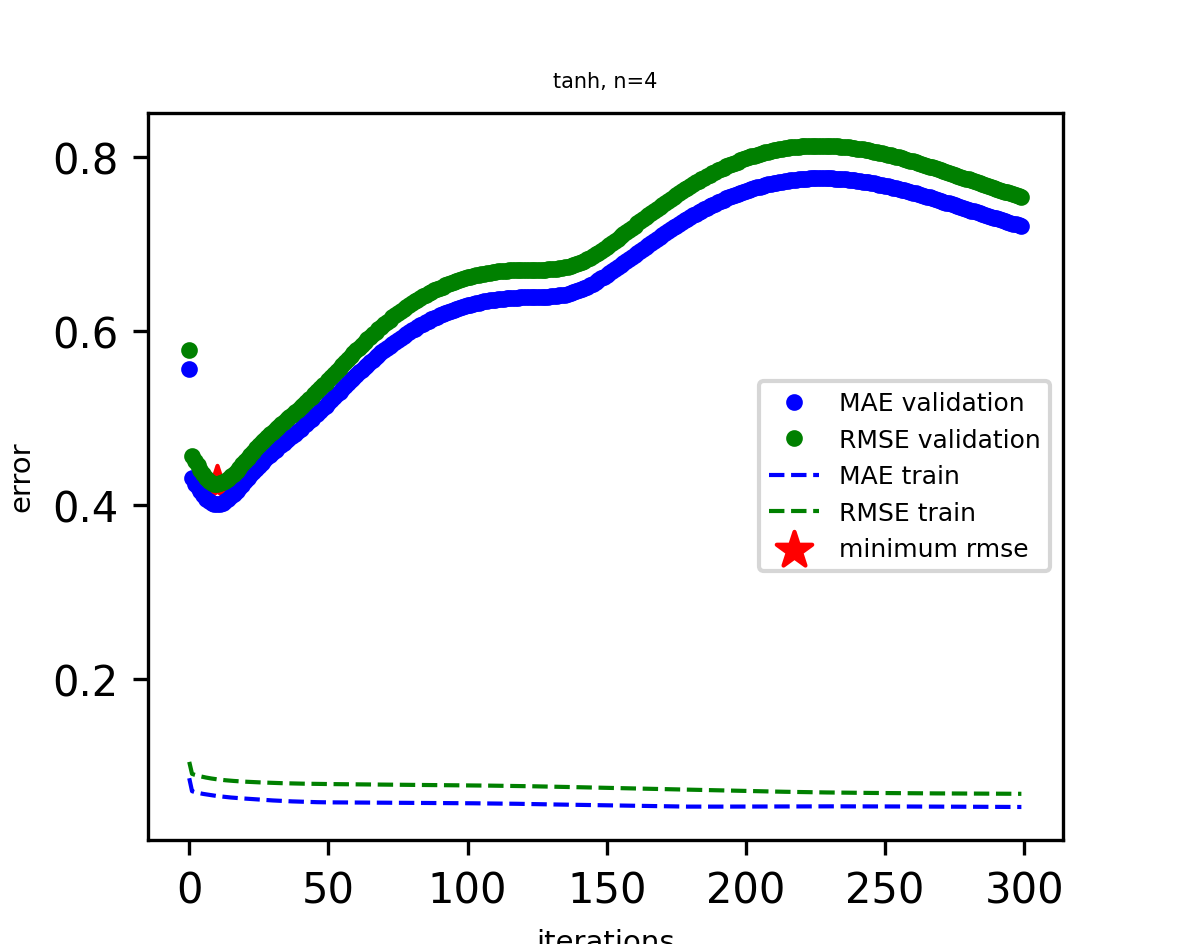 tanh, n=4
0.8
0.6
0.4
0.2
error
MAE validation
RMSE validation
MAE train
RMSE train
minimum rmse
0 50 100 150 200 250 300
iterations